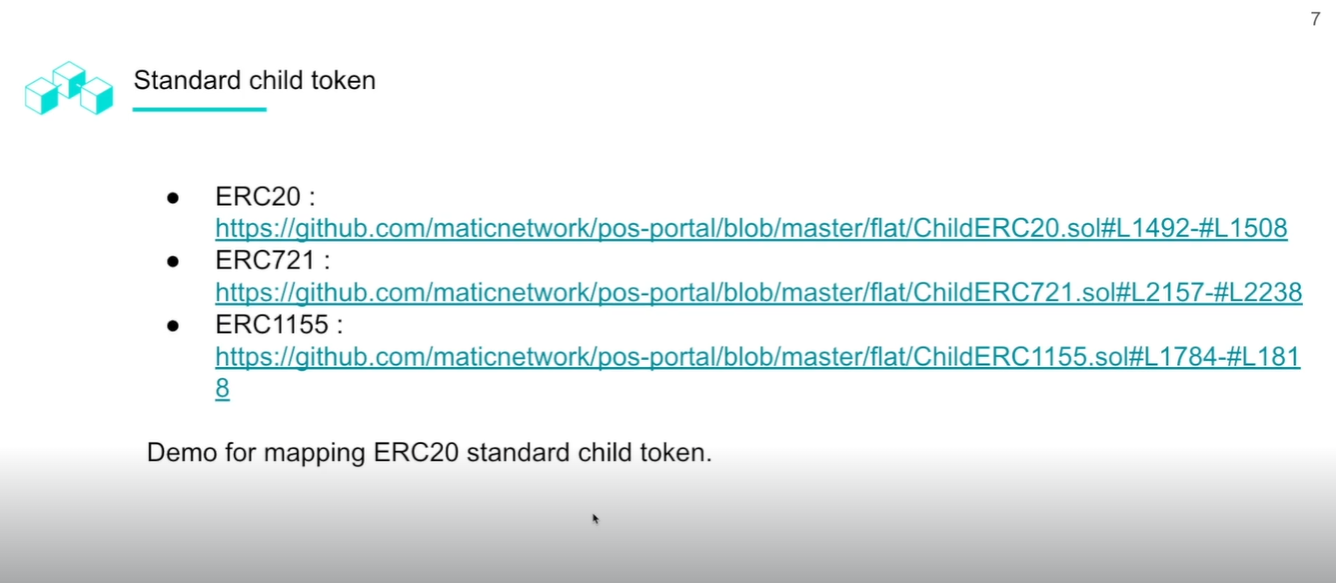 7
Standard child token
● ERC20 :
https://github.com/maticnetwork/pos-portal/blob/master/flat/ChildERC20.sol#L1492-#L1508
● ERC721 :
https://github.com/maticnetwork/pos-portal/blob/master/flat/ChildERC721.sol#L2157-#L2238
● ERC1155 :
https://github.com/maticnetwork/pos-portal/blob/master/flat/ChildERC1155.sol#L1784-#L181
8
Demo for mapping ERC20 standard child token.